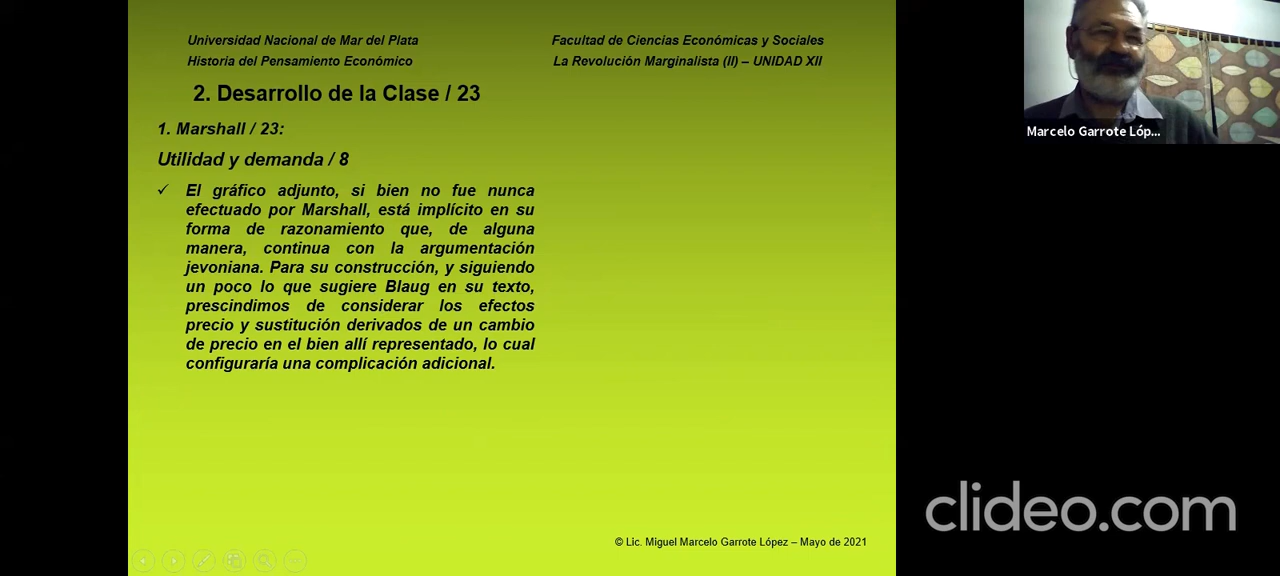 Universidad Nacional de Mar del Plata
Facultad de Ciencias Económicas y Sociales
Historia del Pensamiento Económico
La Revolución Marginalista (II) – UNIDAD XII
2. Desarrollo de la Clase / 23
1. Marshall / 23:
Utilidad y demanda / 8
✓ El gráfico adjunto, si bien no fue nunca
efectuado por Marshall, está implícito en su
forma de razonamiento que, de alguna
manera, continua con la argumentación
jevoniana. Para su construcción, y siguiendo
un poco lo que sugiere Blaug en su texto,
prescindimos de considerar los efectos
precio y sustitución derivados de un cambio
de precio en el bien allí representado, lo cual
configuraría una complicación adicional.
© Lic. Miguel Marcelo Garrote López – Mayo de 2021
Marcelo Garrote Lóp...
clideo.com